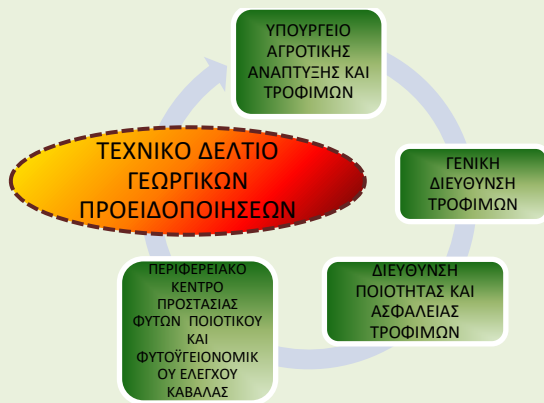 ΥΠΟΥΡΓΕΙΟ
ΑΓΡΟΤΙΚΗΣ
ΑΝΑΠΤΥΞΗΣ ΚΑΙ
ΤΡΟΦΙΜΩΝ
ΤΕΧΝΙΚΟ ΔΕΛΤΙΟ
ΓΕΩΡΓΙΚΩΝ
ΠΡΟΕΙΔΟΠΟΙΗΣΕΩΝ
ΓΕΝΙΚΗ
ΔΙΕΥΘΥΝΣΗ
ΤΡΟΦΙΜΩΝ
ΔΙΕΥΘΥΝΣΗ
ΠΟΙΟΤΗΤΑΣ ΚΑΙ
ΑΣΦΑΛΕΙΑΣ
ΤΡΟΦΙΜΩΝ
ΠΕΡΙΦΕΡΕΙΑΚΟ
ΚΕΝΤΡΟ
ΠΡΟΣΤΑΣΙΑΣ
ΦΥΤΩΝ ΠΟΙΟΤΙΚΟΥ
ΚΑΙ
ΦΥΤΟΫΓΕΙΟΝΟΜΙΚ
ΟΥ ΕΛΕΓΧΟΥ
ΚΑΒΑΛΑΣ